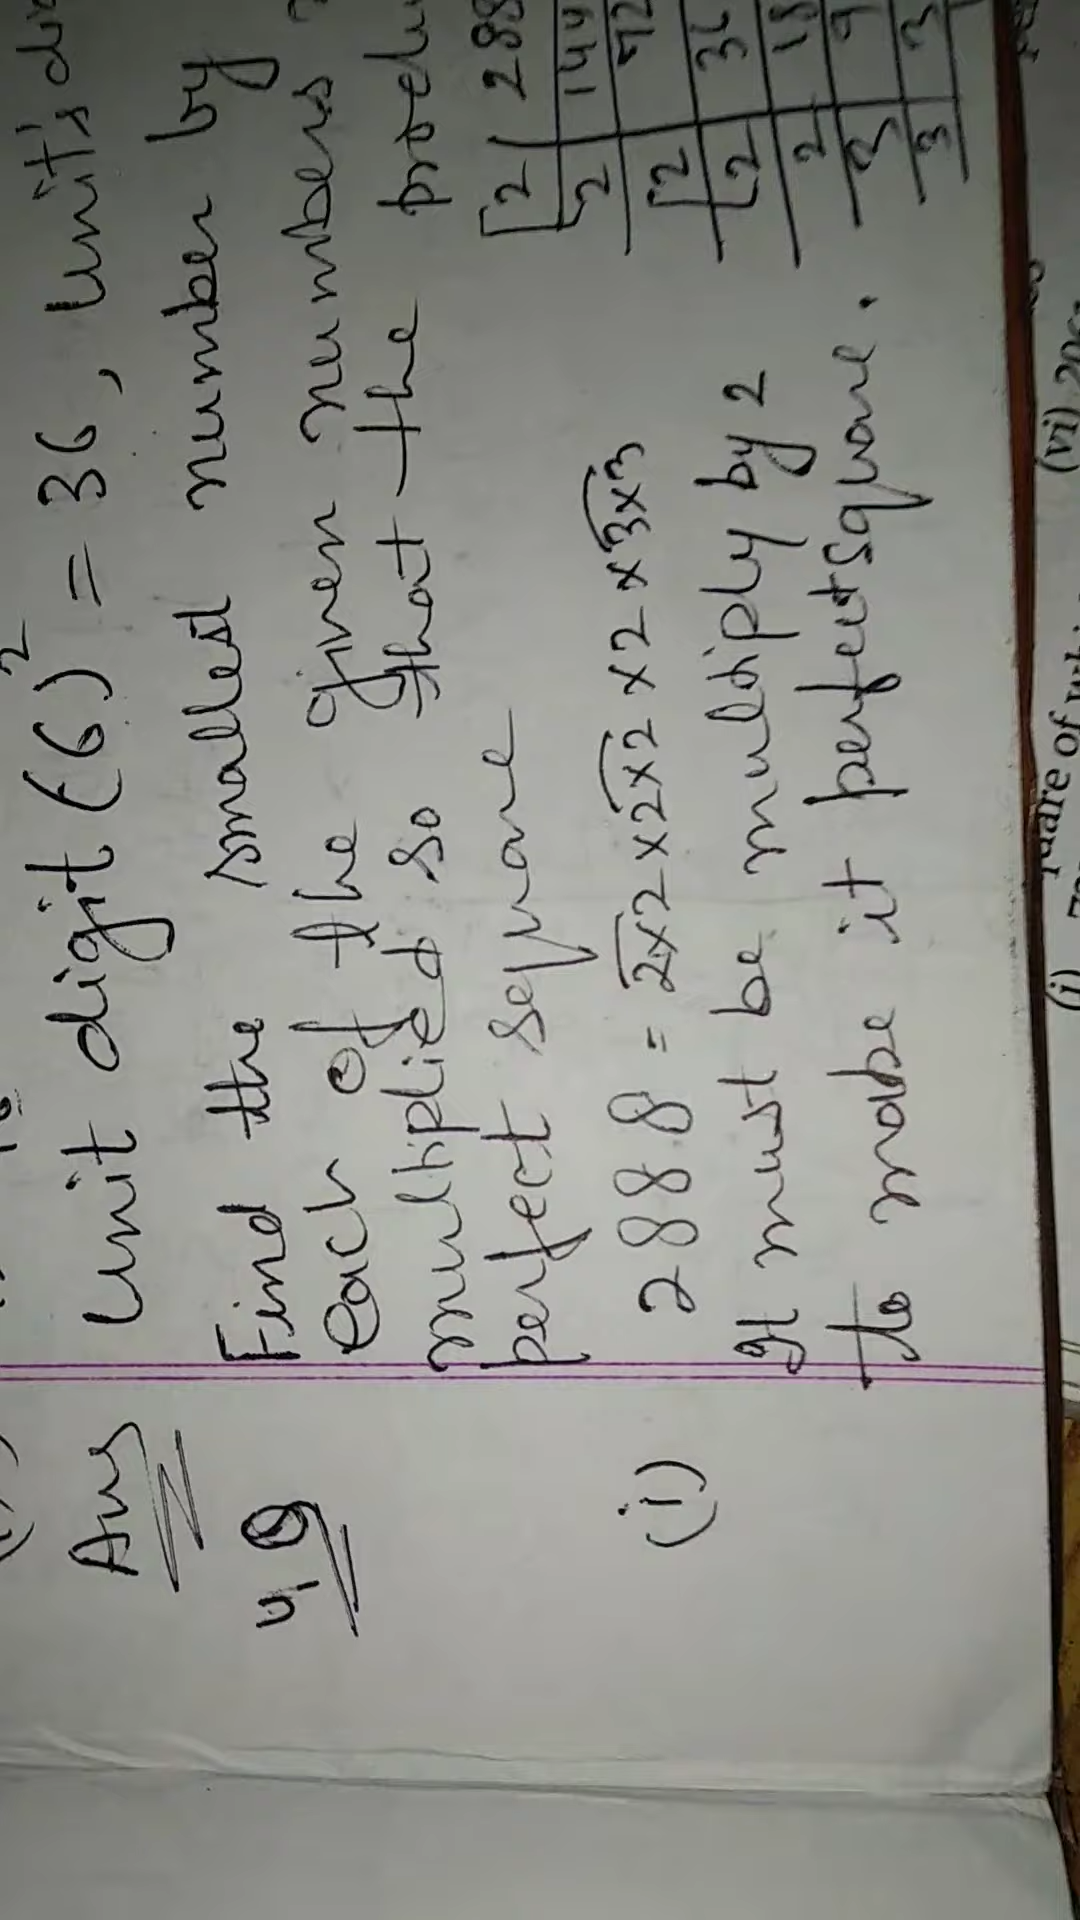 Unit digit (6)² = 36, Unit's
Ans
4. Q Find the smallest number by
each of the given numbers
multiplied so that the
perfect square
(i) 288 = 2×2×2×2×2×3×3
2 288
2 144
2 72
2 36
2 18
3 9
3 3
It must be multiply by 2
to make it perfect square.
(vi)
(i)